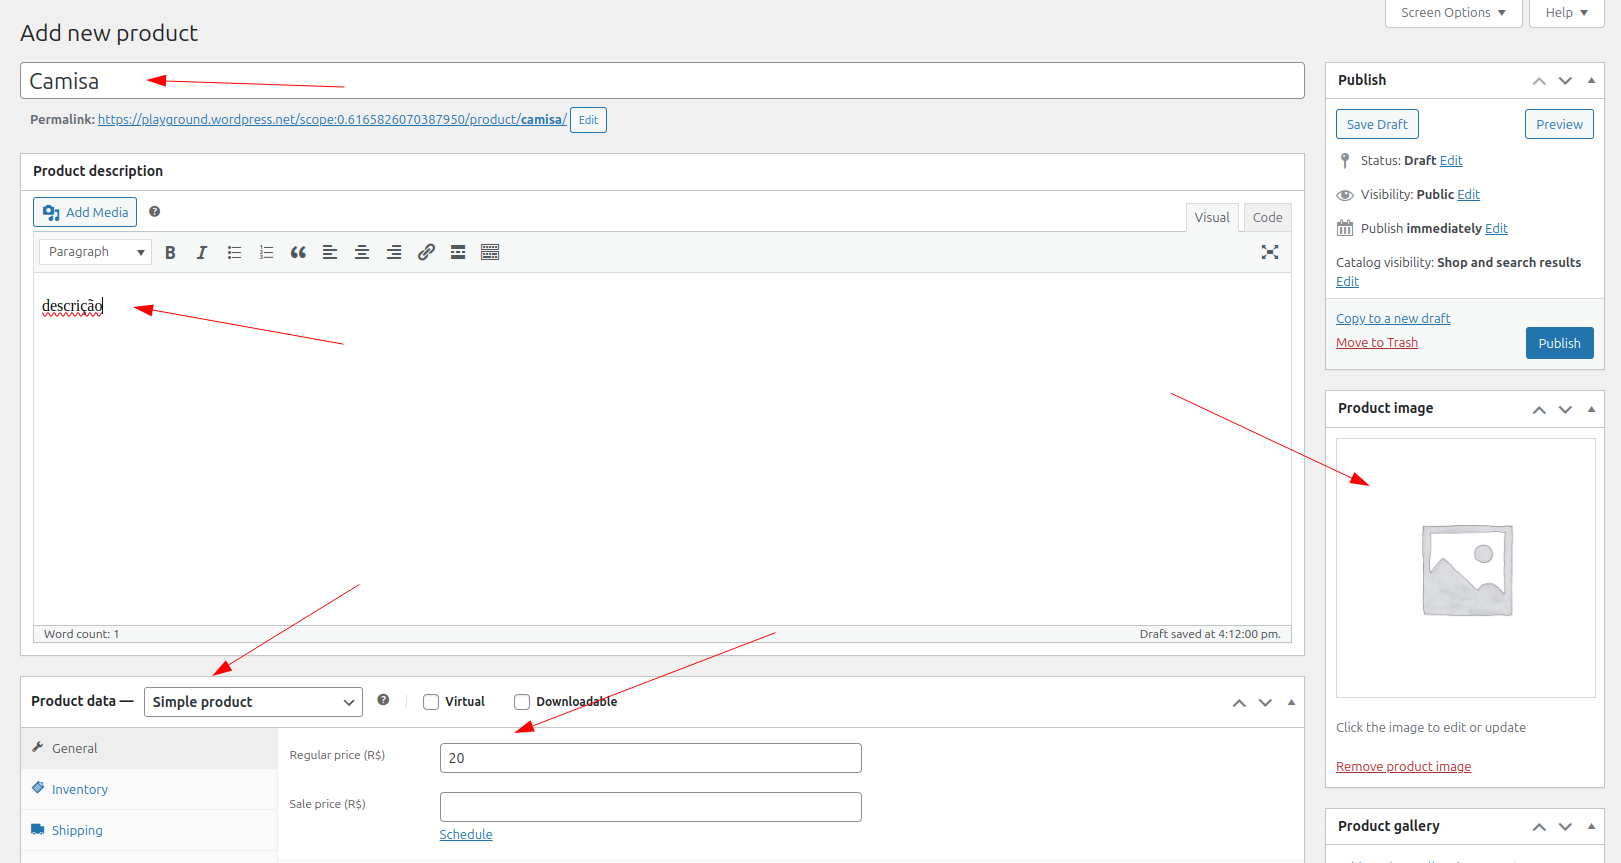 Screen Options ▼
Help ▼
Add new product
Camisa
Permalink: https://playground.wordpress.net/scope:0.6165826070387950/product/camisa/ Edit
Product description
Add Media
Visual
Code
Paragraph
descrição
Word count: 1
Draft saved at 4:12:00 pm.
Product data — Simple product
Virtual
Downloadable
General
Inventory
Shipping
Regular price (R$)
20
Sale price (R$)
Schedule
Publish
Save Draft
Preview
Status: Draft Edit
Visibility: Public Edit
Publish immediately Edit
Catalog visibility: Shop and search results
Edit
Copy to a new draft
Move to Trash
Publish
Product image
Click the image to edit or update
Remove product image
Product gallery